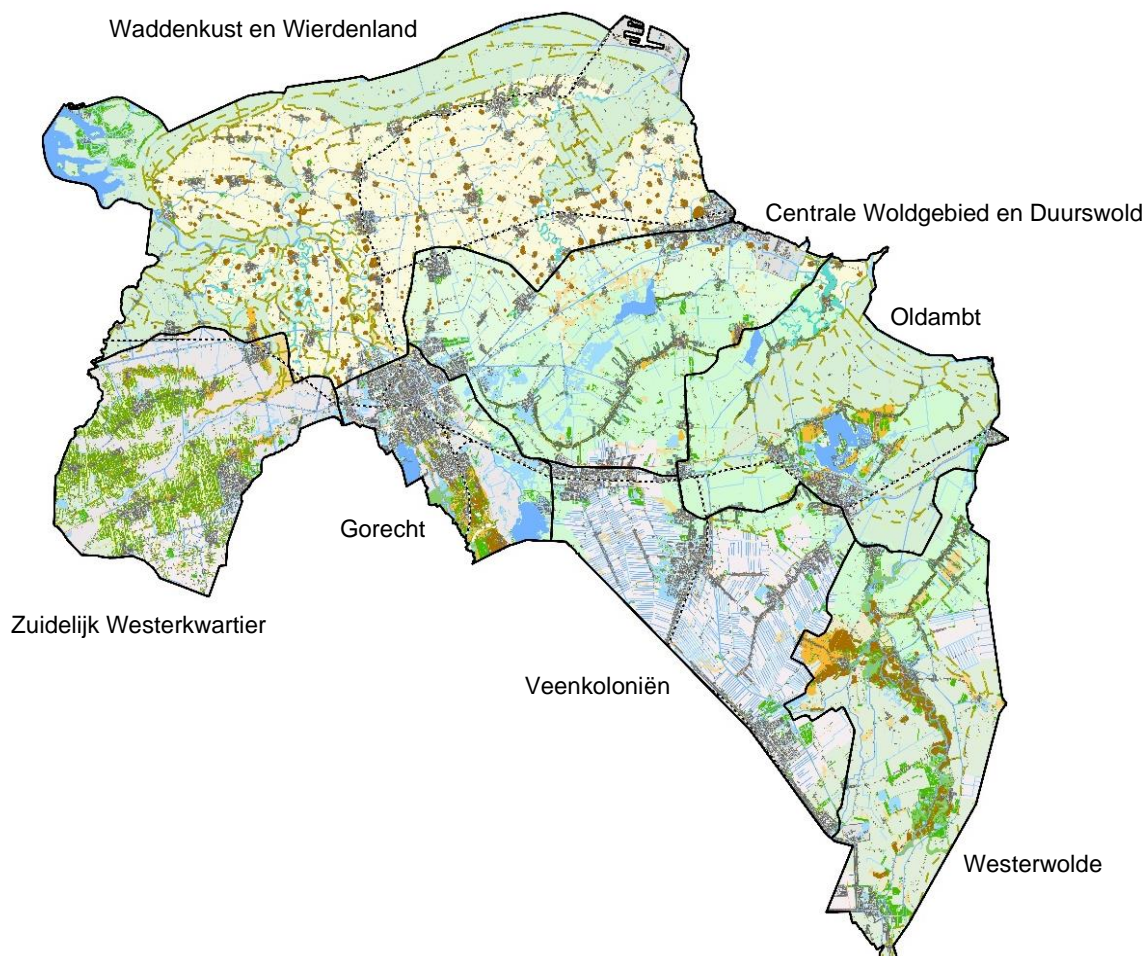 Waddenkust en Wierdenland
Centrale Woldgebied en Duurswold
Oldambt
Gorecht
Zuidelijk Westerkwartier
Veenkoloniën
Westerwolde